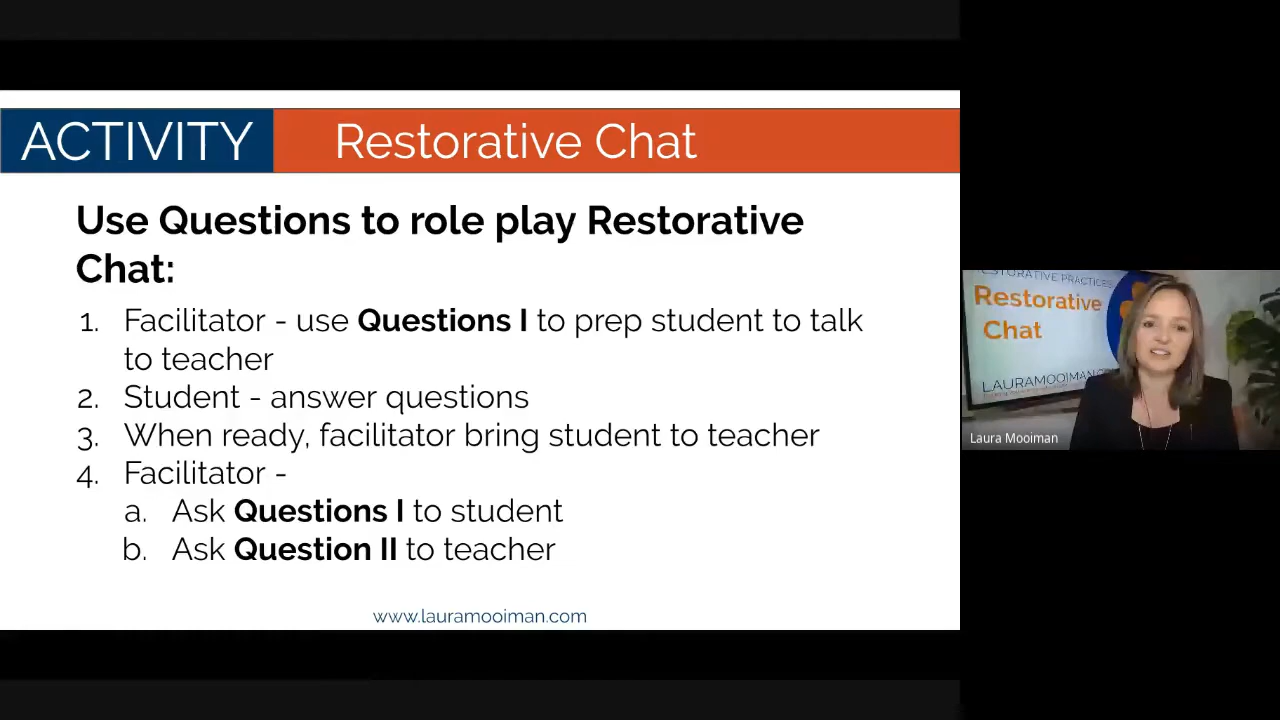 ACTIVITY
Restorative Chat
Use Questions to role play Restorative
Chat:
1. Facilitator - use Questions I to prep student to talk
to teacher
2. Student - answer questions
3. When ready, facilitator bring student to teacher
4. Facilitator -
a. Ask Questions I to student
b. Ask Question II to teacher
www.lauramooiman.com
RESTORATIVE PRACTICES
Restorative
Chat
LAURAMOOIMAN.
Laura Mooiman